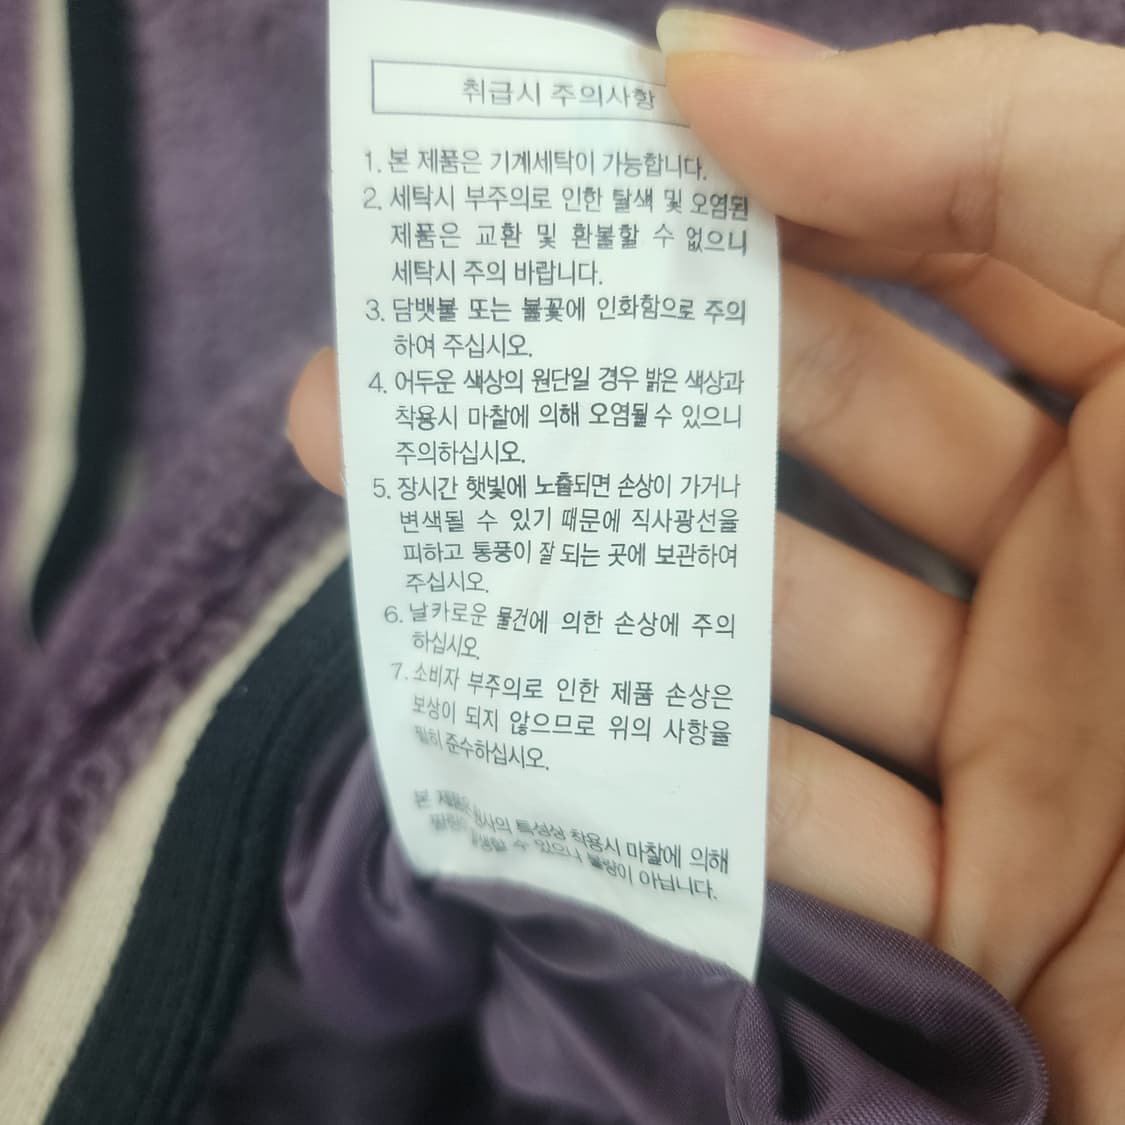 취급시 주의사항
1. 본 제품은 기계세탁이 가능합니다.
2. 세탁시 부주의로 인한 탈색 및 오염된
제품은 교환 및 환불할 수 없으니
세탁시 주의 바랍니다.
3. 담뱃불 또는 불꽃에 인화함으로 주의
하여 주십시오.
4. 어두운 색상의 원단일 경우 밝은 색상과
착용시 마찰에 의해 오염될 수 있으니
주의하십시오.
5. 장시간 햇빛에 노출되면 손상이 가거나
변색될 수 있기 때문에 직사광선을
피하고 통풍이 잘 되는 곳에 보관하여
주십시오.
6. 날카로운 물건에 의한 손상에 주의
하십시오.
7. 소비자 부주의로 인한 제품 손상은
보상이 되지 않으므로 위의 사항을
필히 준수하십시오.
본 제품은 원사의 특성상 착용시 마찰에 의해
수 있으나 불량이 아닙니다.